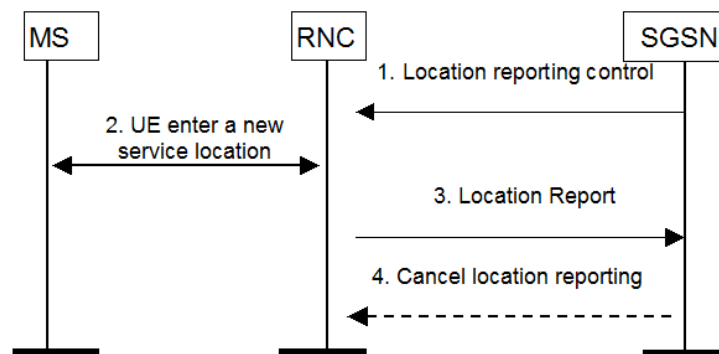 MS
RNC
SGSN
1. Location reporting control
2. UE enter a new
service location
3. Location Report
4. Cancel location reporting